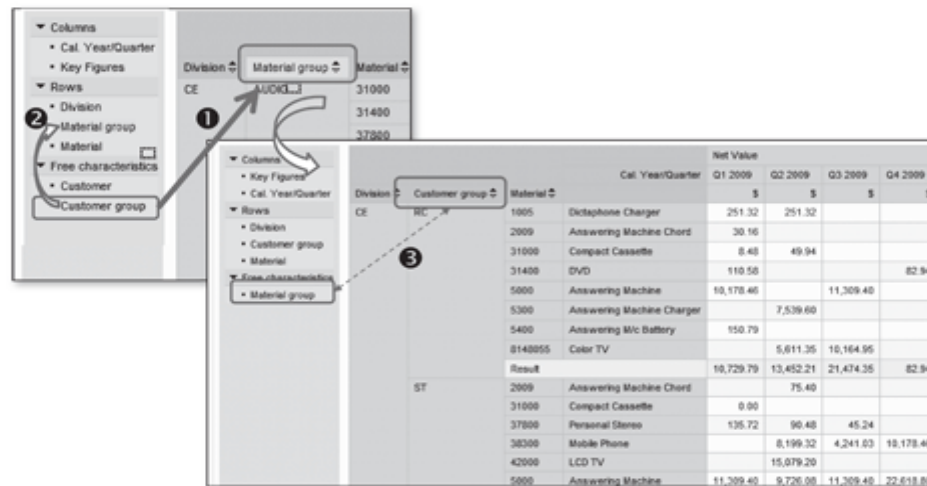 Columns
• Cal. Year/Quarter
• Key Figures
Rows
• Division
Material group
• Material
Free characteristics
• Customer
Customer group
Division Material group Material
CE AUDIO 31000
31400
37800
❶
❷
Columns
• Key Figures
• Cal. Year/Quarter
Rows
• Division
• Customer group
• Material
Free characteristics
• Material group
❸
Net Value
Cal. Year/Quarter Q1 2009 Q2 2009 Q3 2009 Q4 2009
Division Customer group Material $ $ $ $
CE RC 1005 Dictaphone Charger 251.32 251.32
2009 Answering Machine Chord 30.16
31000 Compact Cassette 8.48 49.94
31400 DVD 110.58 82.94
5000 Answering Machine 10,178.46 11,309.40
5300 Answering Machine Charger 7,539.60
5400 Answering M/c Battery 150.79
8148055 Color TV 5,611.35 10,164.95
Result 10,729.79 13,452.21 21,474.35 82.94
ST 2009 Answering Machine Chord 75.40
31000 Compact Cassette 0.00
37800 Personal Stereo 135.72 90.48 45.24
38300 Mobile Phone 8,199.32 4,241.03
42000 LCD TV 15,079.20
5000 Answering Machine 11,309.40 9,726.08 11,309.40